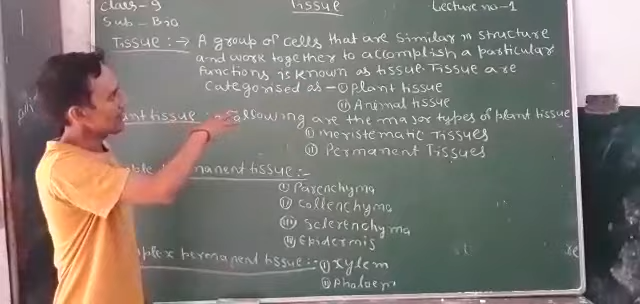 Class-9 Tissue Lecture no-1
Sub-Bio
Tissue:→ A group of cells that are similar in structure
and work together to accomplish a particular
functions is known as tissue. Tissue are
categorised as-(i) Plant tissue
(ii) Animal tissue
ant tissue :- Following are the major types of plant tissue
(i) meristematic Tissues
(ii) Permanent Tissues
manent tissue:-
(i) Parenchyma
(ii) Collenchyma
(iii) Sclerenchyma
(iv) Epidermis
plex permanent tissue:- (i) Xylem
(ii) Phaloem